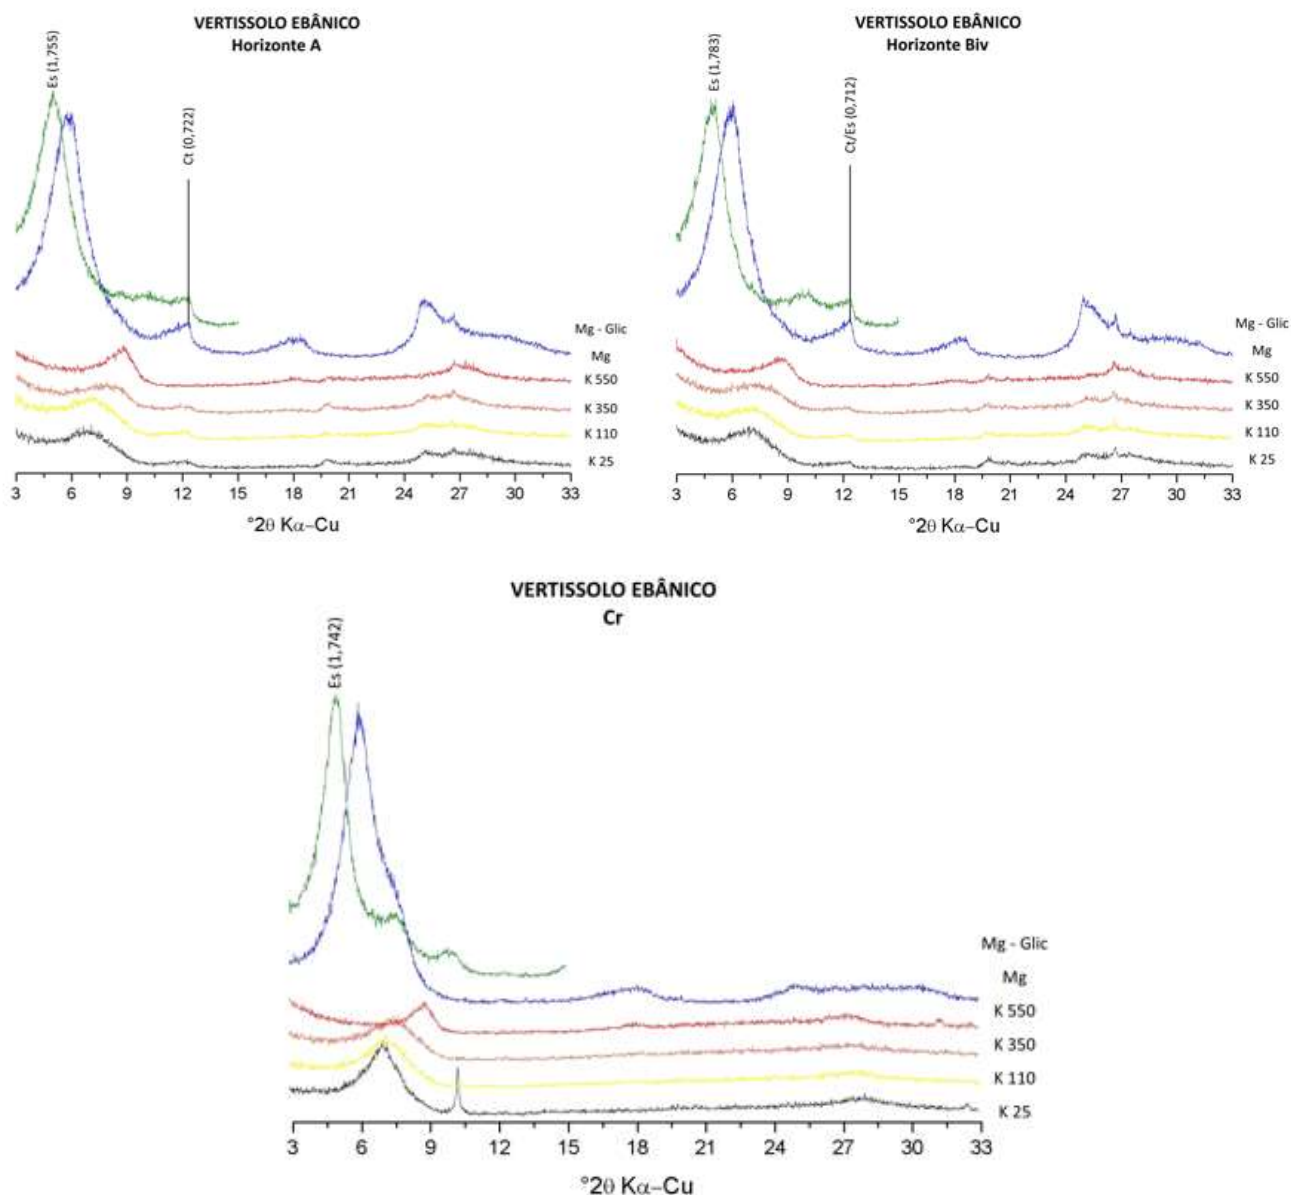 VERTISSOLO EBÂNICO
Horizonte A
Es (1,755)
Ct (0,722)
Mg - Glic
Mg
K 550
K 350
K 110
K 25
3 6 9 12 15 18 21 24 27 30 33
°2θ Kα-Cu
VERTISSOLO EBÂNICO
Horizonte Biv
Es (1,783)
Ct/Es (0,712)
Mg - Glic
Mg
K 550
K 350
K 110
K 25
3 6 9 12 15 18 21 24 27 30 33
°2θ Kα-Cu
VERTISSOLO EBÂNICO
Cr
Es (1,742)
Mg - Glic
Mg
K 550
K 350
K 110
K 25
3 6 9 12 15 18 21 24 27 30 33
°2θ Kα-Cu